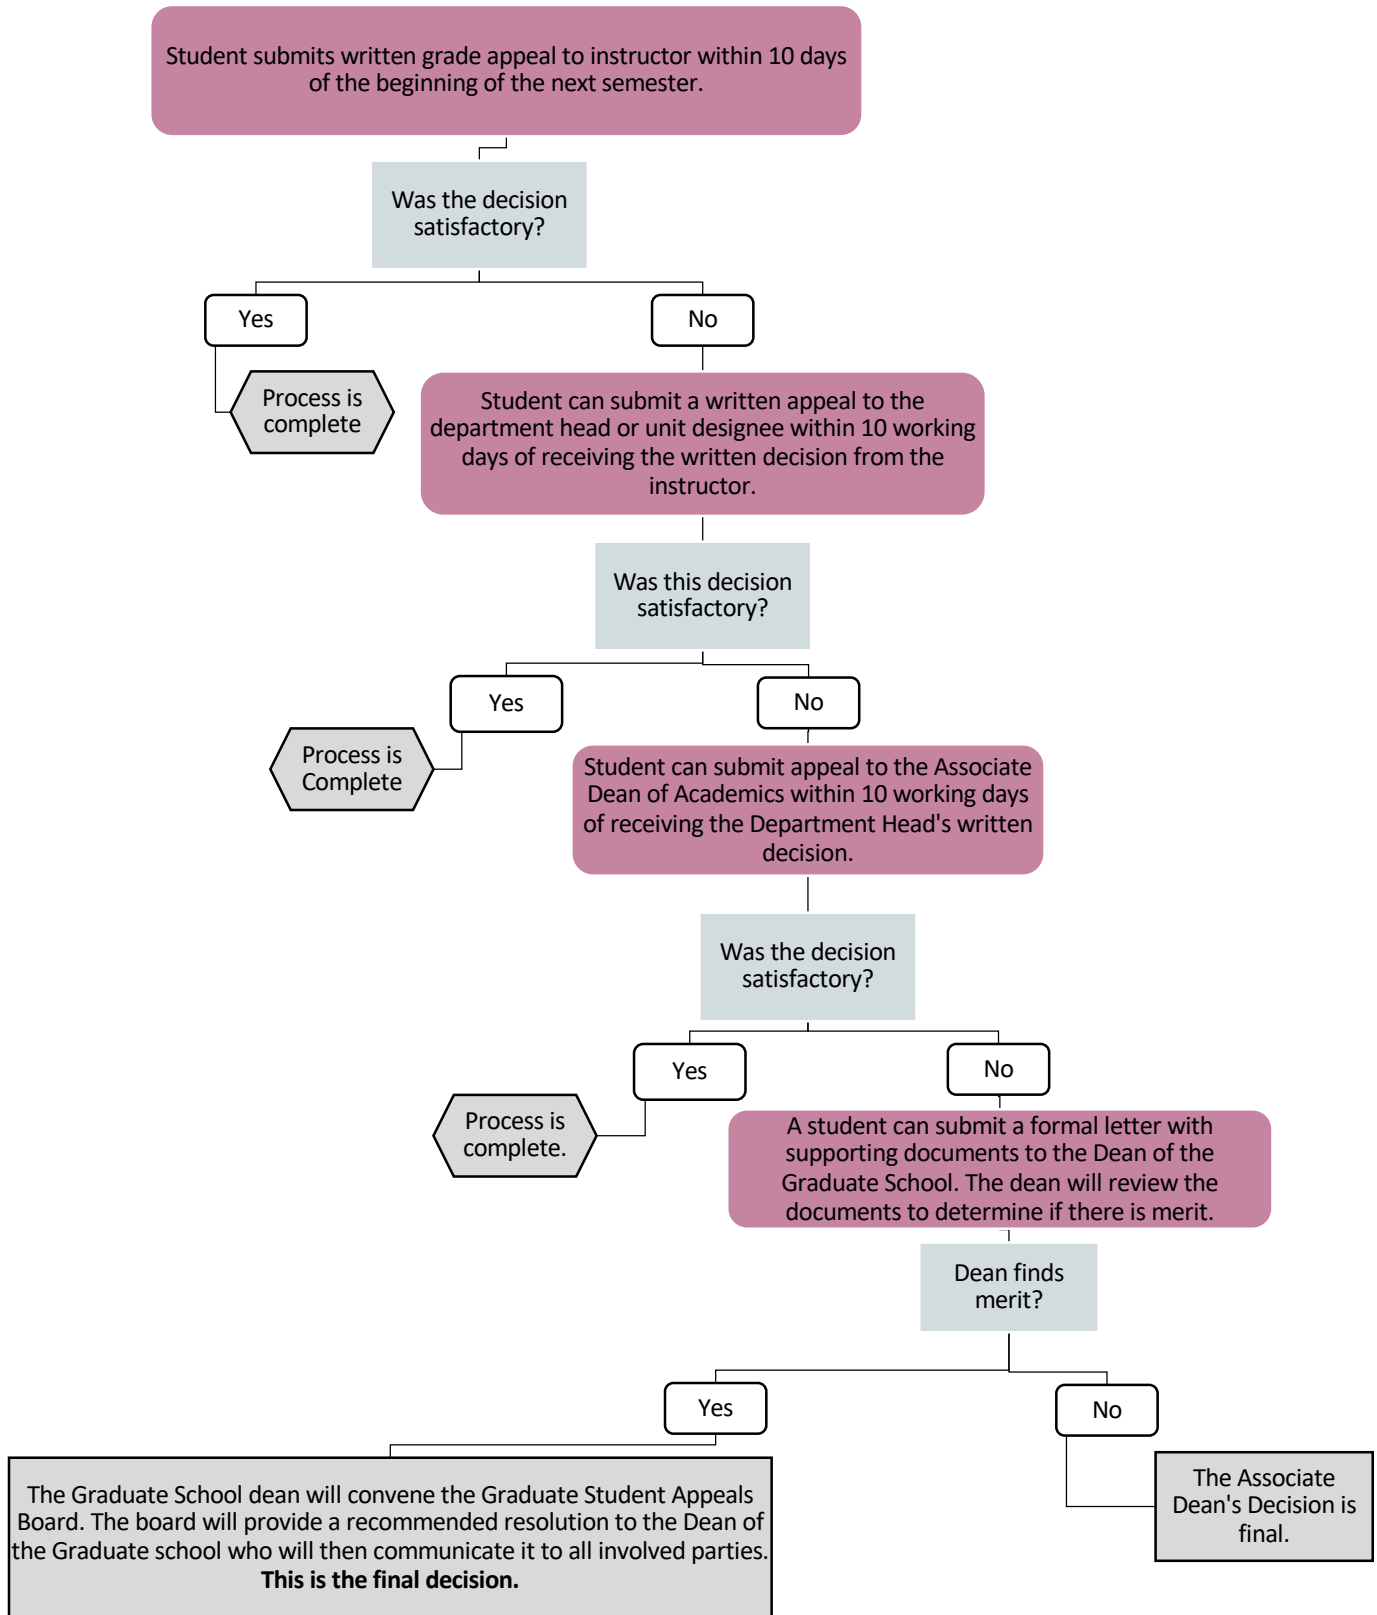 Student submits written grade appeal to instructor within 10 days
of the beginning of the next semester.
Was the decision
satisfactory?
Yes
No
Process is
complete
Student can submit a written appeal to the
department head or unit designee within 10 working
days of receiving the written decision from the
instructor.
Was this decision
satisfactory?
Yes
No
Process is
Complete
Student can submit appeal to the Associate
Dean of Academics within 10 working days
of receiving the Department Head's written
decision.
Was the decision
satisfactory?
Yes
No
Process is
complete.
A student can submit a formal letter with
supporting documents to the Dean of the
Graduate School. The dean will review the
documents to determine if there is merit.
Dean finds
merit?
Yes
No
The Graduate School dean will convene the Graduate Student Appeals
Board. The board will provide a recommended resolution to the Dean of
the Graduate school who will then communicate it to all involved parties.
This is the final decision.
The Associate
Dean's Decision is
final.